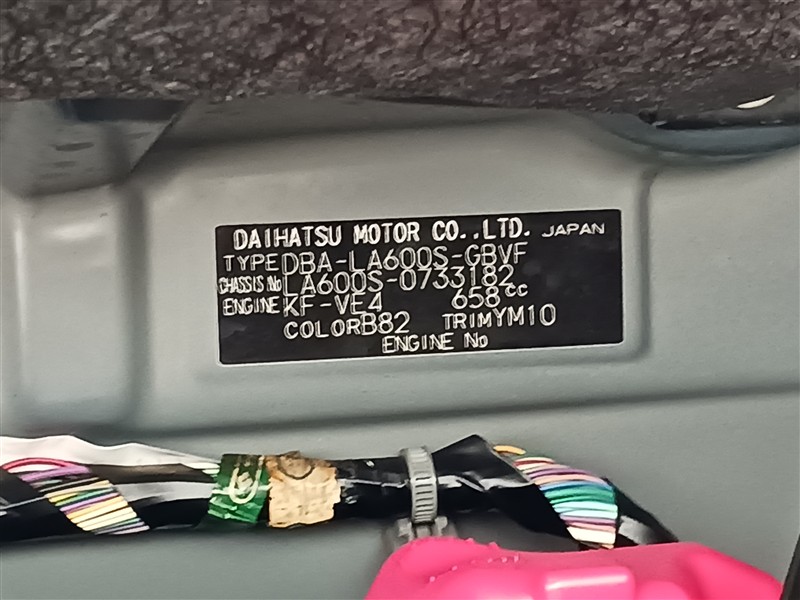 DAIHATSU MOTOR CO.,LTD. JAPAN
TYPE DBA-LA600S-GBVF
CHASSIS No LA600S-0733182
ENGINE KF-VE4 658cc
COLOR B82 TRIM YM10
ENGINE No